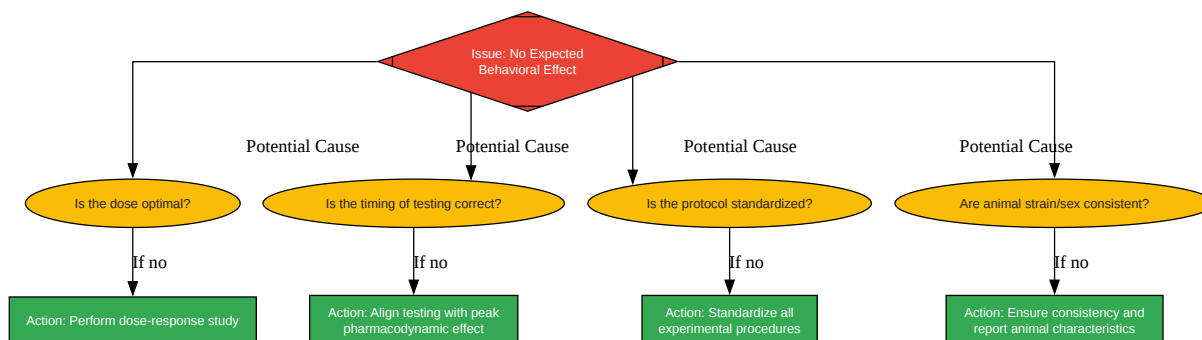 Issue: No Expected
Behavioral Effect
Potential Cause
Potential Cause
Potential Cause
Potential Cause
Is the dose optimal?
Is the timing of testing correct?
Is the protocol standardized?
Are animal strain/sex consistent?
If no
If no
If no
If no
Action: Perform dose-response study
Action: Align testing with peak
pharmacodynamic effect
Action: Standardize all
experimental procedures
Action: Ensure consistency and
report animal characteristics